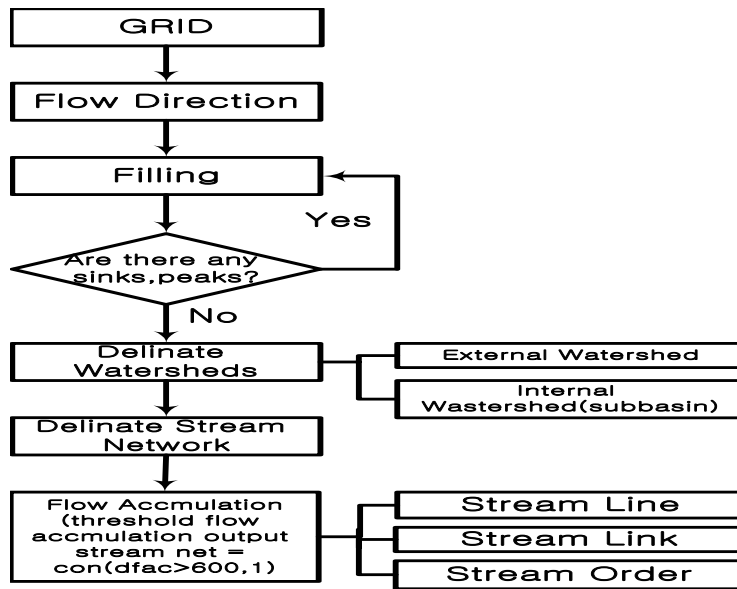 GRID
Flow Direction
Filling
Yes
Are there any
sinks,peaks?
No
Delinate
Watersheds
External Watershed
Internal
Wastershed(subbasin)
Delinate Stream
Network
Flow Accmulation
(threshold flow
accmulation output
stream net =
con(dfac>600,1)
Stream Line
Stream Link
Stream Order